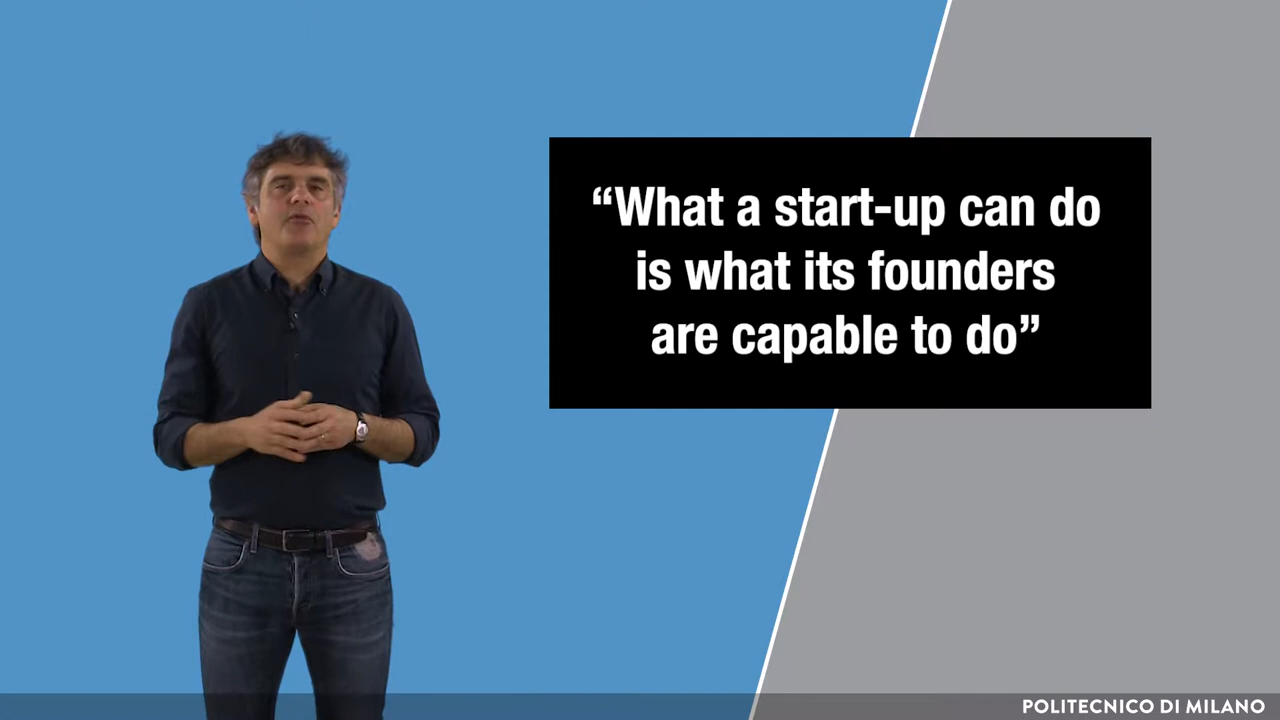 “What a start-up can do
is what its founders
are capable to do”
POLITECNICO DI MILANO